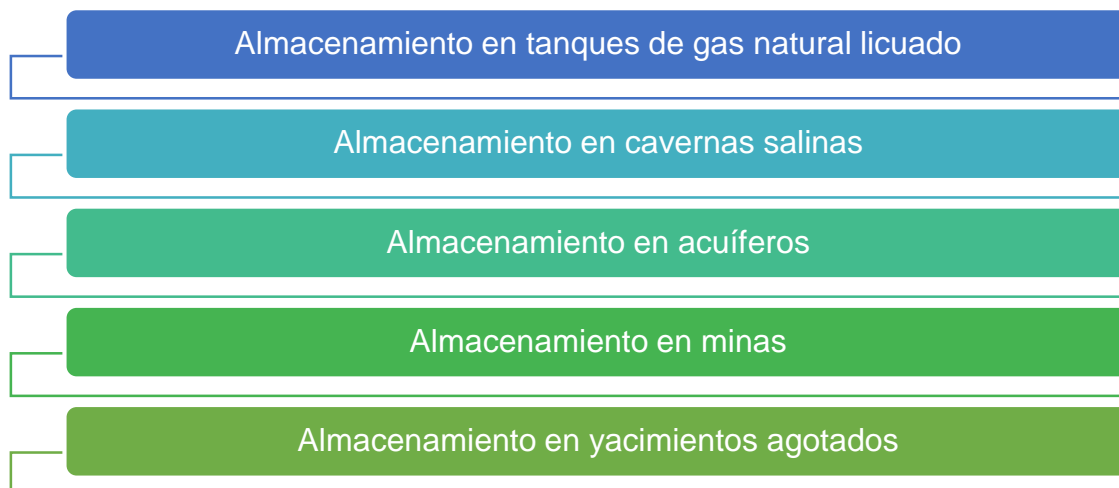 Almacenamiento en tanques de gas natural licuado
Almacenamiento en cavernas salinas
Almacenamiento en acuíferos
Almacenamiento en minas
Almacenamiento en yacimientos agotados